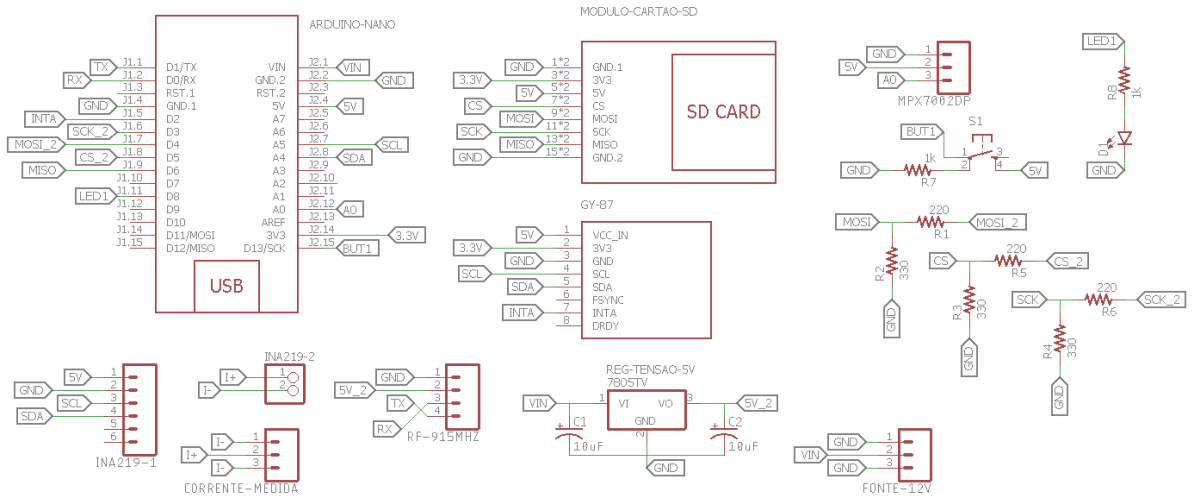 ARDUINO-NANO
TX J1.1 D1/TX VIN J2.1 VIN
RX J1.2 D0/RX GND.2 J2.2 GND
J1.3 RST.1 RST.2 J2.3
GND J1.4 GND.1 5V J2.4 5V
INTA J1.5 D2 A7 J2.5
SCK_2 J1.6 D3 A6 J2.6
MOSI_2 J1.7 D4 A5 J2.7 SCL
CS_2 J1.8 D5 A4 J2.8 SDA
MISO J1.9 D6 A3 J2.9
J1.10 D7 A2 J2.10
LED1 J1.11 D8 A1 J2.11
J1.12 D9 A0 J2.12 A0
J1.13 D10 AREF J2.13
J1.14 D11/MOSI 3V3 J2.14 3.3V
J1.15 D12/MISO D13/SCK J2.15 BUT1
USB
MODULO-CARTAO-SD
GND 1*2 GND.1
3.3V 3*2 3V3
5V 5*2 5V
CS 7*2 CS
MOSI 9*2 MOSI
SCK 11*2 SCK
MISO 13*2 MISO
GND 15*2 GND.2
SD CARD
GND 1
5V 2
A0 3
MPX7002DP
LED1
R8
1k
D1
GND
S1
BUT1
1 3
2 4
GND 1k 5V
R7
GY-87
5V 1 VCC_IN
3.3V 2 3V3
GND 3 GND
SCL 4 SCL
SDA 5 SDA
6 FSYNC
INTA 7 INTA
8 DRDY
MOSI 220 MOSI_2
R1
R2
330
GND
CS 220 CS_2
R5
R3
330
GND
SCK 220 SCK_2
R6
R4
330
GND
5V 1
GND 2
SCL 3
SDA 4
5
6
INA219-1
INA219-2
I+ 1
I- 2
I- 1
I+ 2
I- 3
CORRENTE-MEDIDA
GND 1
5V_2 2
TX 3
RX 4
RF-915MHZ
REG-TENSAO-5V
7805TV
VIN 1 VI VO 3 5V_2
GND
2
C1
10uF
C2
10uF
GND
GND 1
VIN 2
GND 3
FONTE-12V